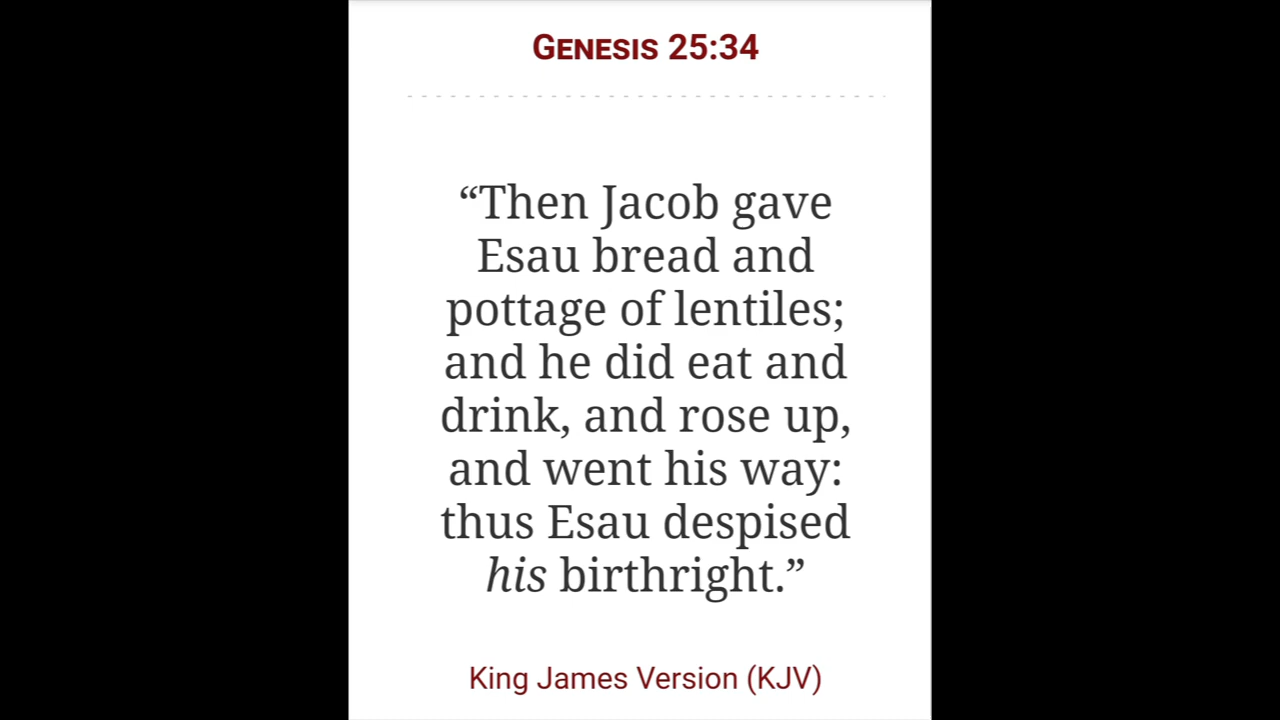 GENESIS 25:34
“Then Jacob gave
Esau bread and
pottage of lentiles;
and he did eat and
drink, and rose up,
and went his way:
thus Esau despised
his birthright.”
King James Version (KJV)